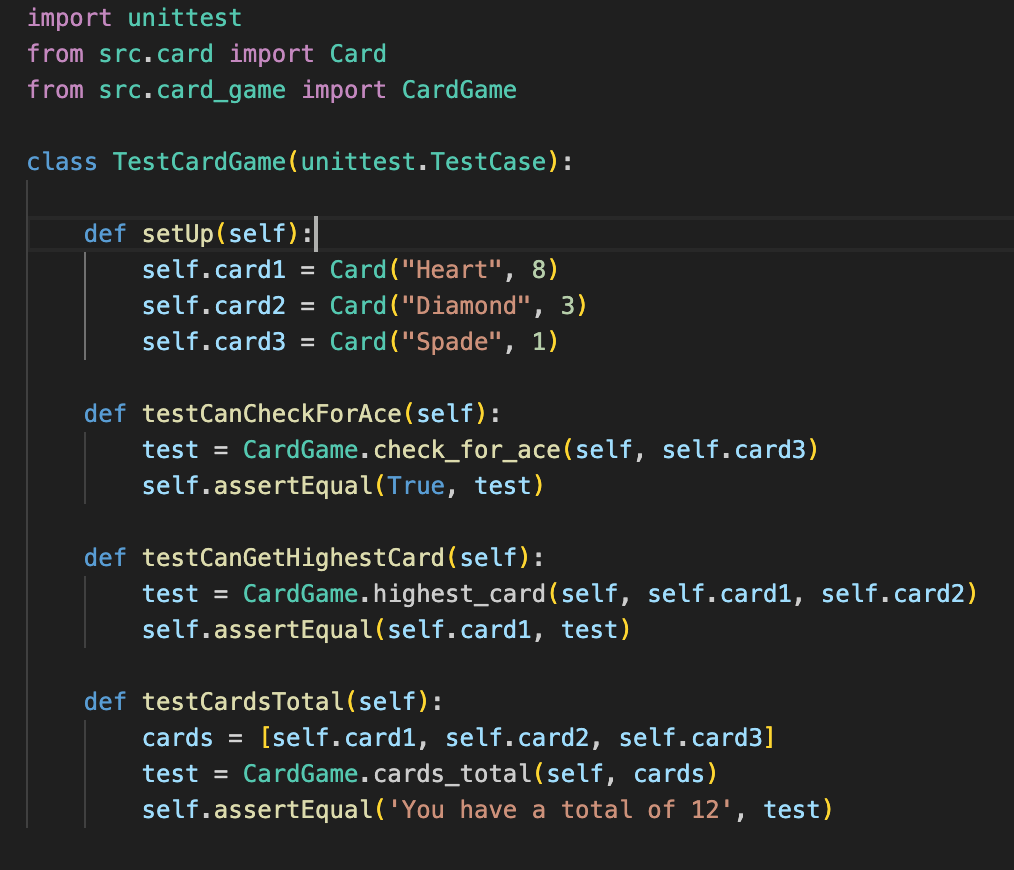 import unittest
from src.card import Card
from src.card_game import CardGame
class TestCardGame(unittest.TestCase):
def setUp(self):
self.card1 = Card("Heart", 8)
self.card2 = Card("Diamond", 3)
self.card3 = Card("Spade", 1)
def testCanCheckForAce(self):
test = CardGame.check_for_ace(self, self.card3)
self.assertEqual(True, test)
def testCanGetHighestCard(self):
test = CardGame.highest_card(self, self.card1, self.card2)
self.assertEqual(self.card1, test)
def testCardsTotal(self):
cards = [self.card1, self.card2, self.card3]
test = CardGame.cards_total(self, cards)
self.assertEqual('You have a total of 12', test)